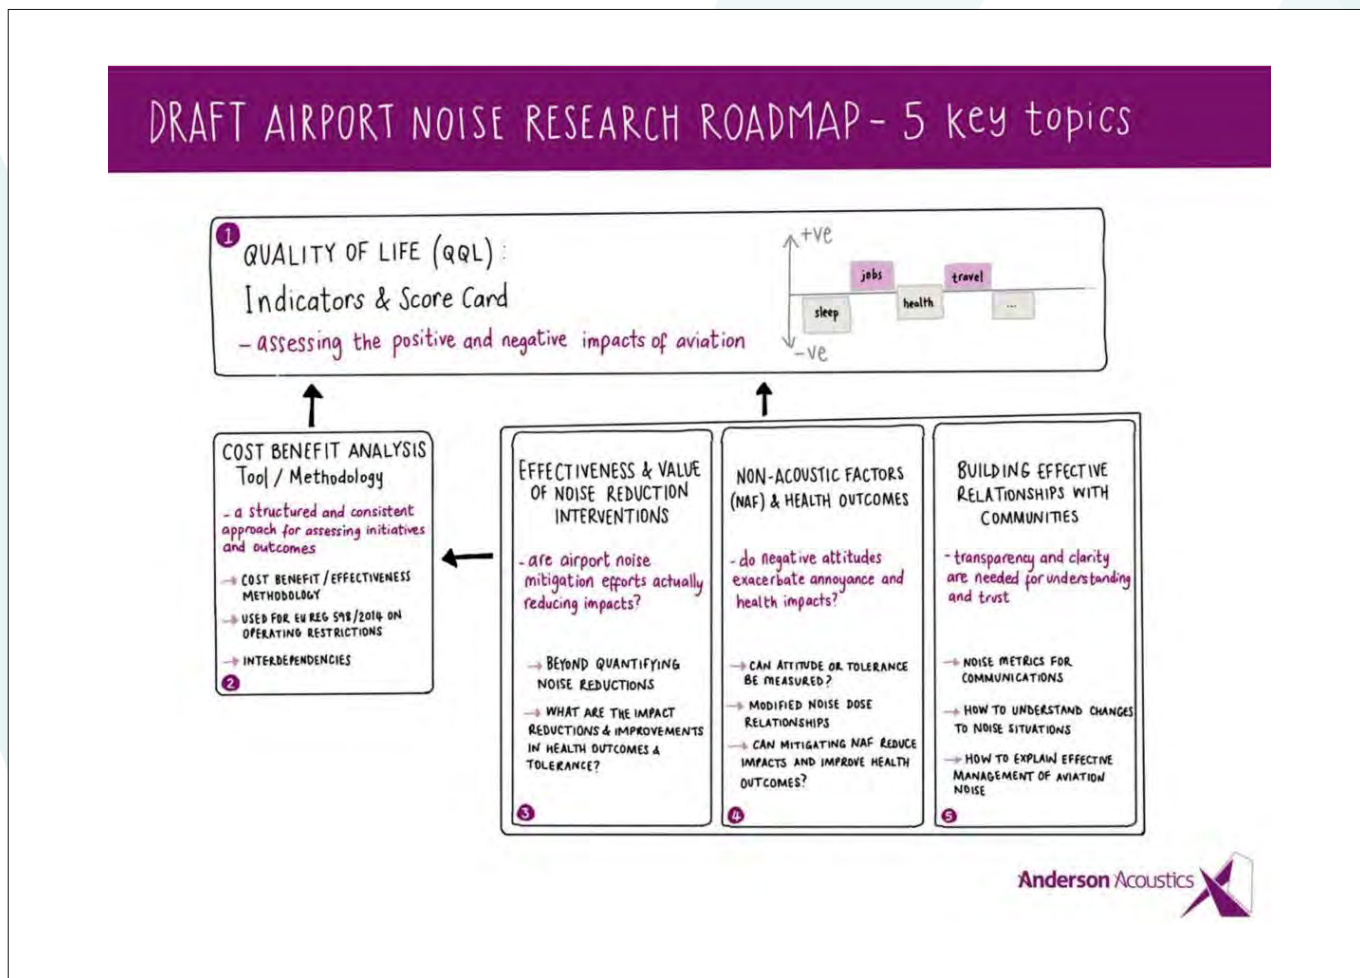 DRAFT AIRPORT NOISE RESEARCH ROADMAP - 5 key topics
1
QUALITY OF LIFE (QQL) :
Indicators & Score Card
- assessing the positive and negative impacts of aviation
+ve
jobs
travel
sleep
health
...
-ve
COST BENEFIT ANALYSIS
Tool / Methodology
- a structured and consistent
approach for assessing initiatives
and outcomes
→ COST BENEFIT / EFFECTIVENESS
METHODOLOGY
→ USED FOR EU REG 598/2014 ON
OPERATING RESTRICTIONS
→ INTERDEPENDENCIES
2
EFFECTIVENESS & VALUE
OF NOISE REDUCTION
INTERVENTIONS
- are airport noise
mitigation efforts actually
reducing impacts?
→ BEYOND QUANTIFYING
NOISE REDUCTIONS
→ WHAT ARE THE IMPACT
REDUCTIONS & IMPROVEMENTS
IN HEALTH OUTCOMES &
TOLERANCE?
3
NON-ACOUSTIC FACTORS
(NAF) & HEALTH OUTCOMES
- do negative attitudes
exacerbate annoyance and
health impacts?
→ CAN ATTITUDE OR TOLERANCE
BE MEASURED?
→ MODIFIED NOISE DOSE
RELATIONSHIPS
→ CAN MITIGATING NAF REDUCE
IMPACTS AND IMPROVE HEALTH
OUTCOMES?
4
BUILDING EFFECTIVE
RELATIONSHIPS WITH
COMMUNITIES
- transparency and clarity
are needed for understanding
and trust
→ NOISE METRICS FOR
COMMUNICATIONS
→ HOW TO UNDERSTAND CHANGES
TO NOISE SITUATIONS
→ HOW TO EXPLAIN EFFECTIVE
MANAGEMENT OF AVIATION
NOISE
5
Anderson Acoustics